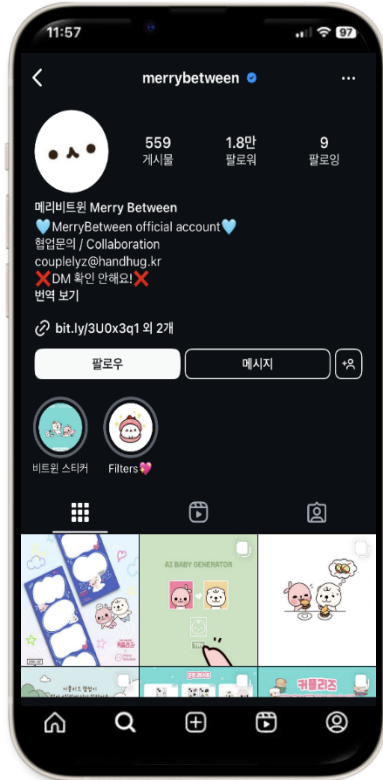 11:57
97
merrybetween
559
게시물
1.8만
팔로워
9
팔로잉
메리비트윈 Merry Between
🩵MerryBetween official account🩵
협업문의 / Collaboration
couplelyz@handhug.kr
❌DM 확인 안해요!❌
번역 보기
bit.ly/3U0x3q1 외 2개
팔로우
메시지
비트윈 스티커
Filters💖
AI BABY GENERATOR
커플리즈